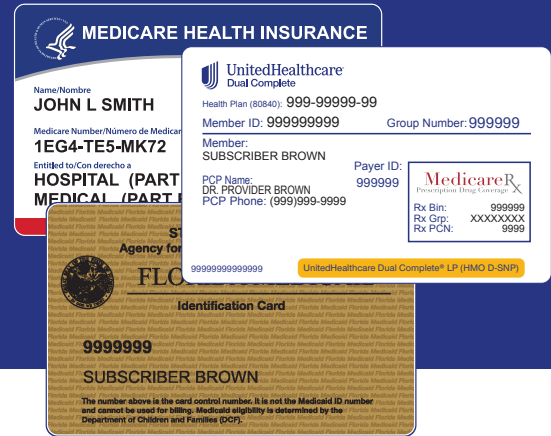 MEDICARE HEALTH INSURANCE
Name/Nombre
JOHN L SMITH
Medicare Number/Número de Medicar
1EG4-TE5-MK72
Entitled to/Con derecho a
HOSPITAL (PART
MEDICAL (PART
UnitedHealthcare®
Dual Complete
Health Plan (80840): 999-99999-99
Member ID: 999999999 Group Number: 999999
Member:
SUBSCRIBER BROWN
PCP Name:
DR. PROVIDER BROWN
PCP Phone: (999)999-9999
Payer ID:
999999
MedicareRx
Prescription Drug Coverage
Rx Bin: 999999
Rx Grp: XXXXXXXX
Rx PCN: 9999
99999999999999 UnitedHealthcare Dual Complete® LP (HMO D-SNP)
ST
Agency for
Identification Card
9999999
SUBSCRIBER BROWN
The number above is the card control number. It is not the Medicaid ID number
and cannot be used for billing. Medicaid eligibility is determined by the
Department of Children and Families (DCF).